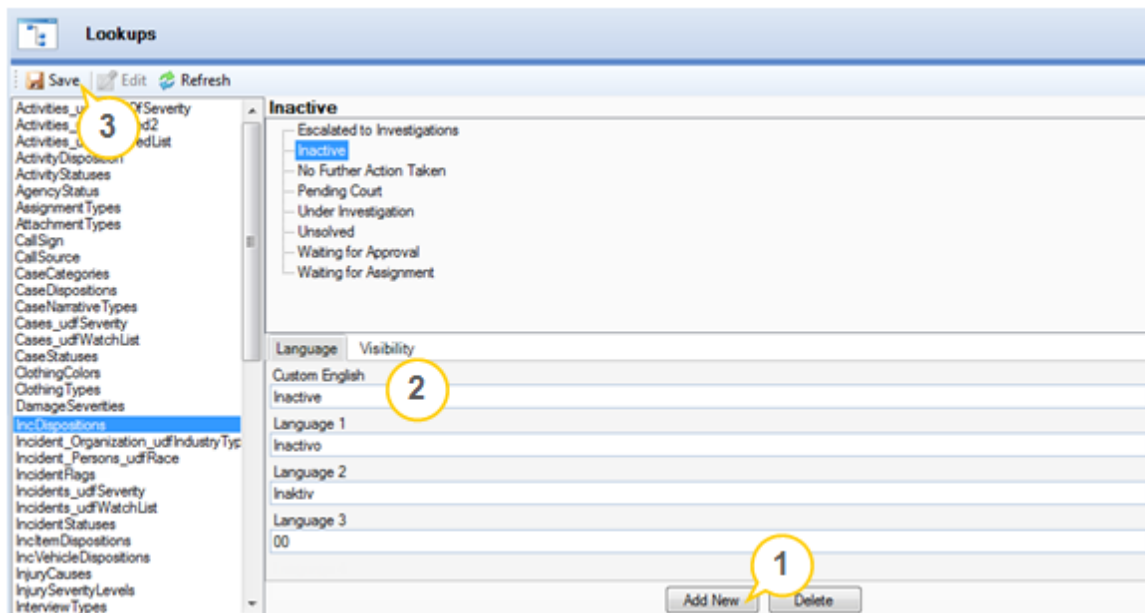 Lookups
Save Edit Refresh
3
Activities_u DfSeverity
Activities_ d2
Activities_u edList
ActivityDisposition
ActivityStatuses
AgencyStatus
AssignmentTypes
AttachmentTypes
CallSign
CallSource
CaseCategories
CaseDispositions
CaseNarrativeTypes
Cases_udfSeverity
Cases_udfWatchList
CaseStatuses
ClothingColors
ClothingTypes
DamageSeverities
IncDispositions
Incident_Organization_udfIndustryTyp
Incident_Persons_udfRace
IncidentFlags
Incidents_udfSeverity
Incidents_udfWatchList
IncidentStatuses
IncItemDispositions
IncVehicleDispositions
InjuryCauses
InjurySeverityLevels
InterviewTypes
Inactive
Escalated to Investigations
Inactive
No Further Action Taken
Pending Court
Under Investigation
Unsolved
Waiting for Approval
Waiting for Assignment
Language Visibility
2
Custom English
Inactive
Language 1
Inactivo
Language 2
Inaktiv
Language 3
00
1
Add New Delete